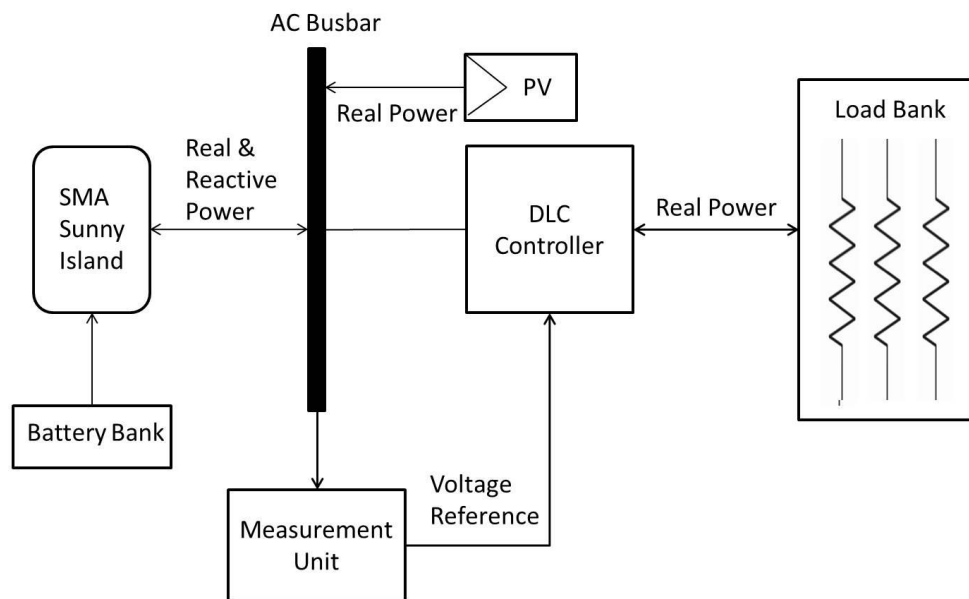 AC Busbar
PV
Real Power
Load Bank
Real &
Reactive
Power
SMA
Sunny
Island
DLC
Controller
Real Power
Battery Bank
Voltage
Reference
Measurement
Unit